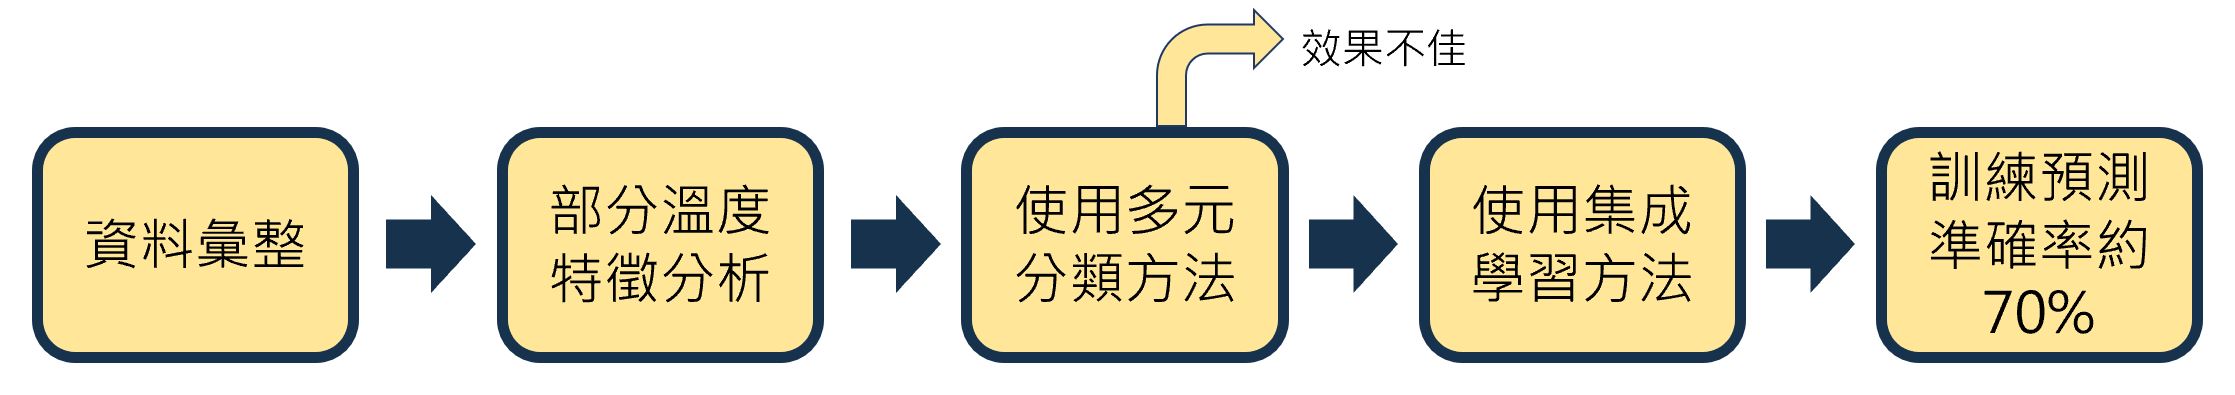 效果不佳
資料彙整
部分溫度
特徵分析
使用多元
分類方法
使用集成
學習方法
訓練預測
準確率約
70%